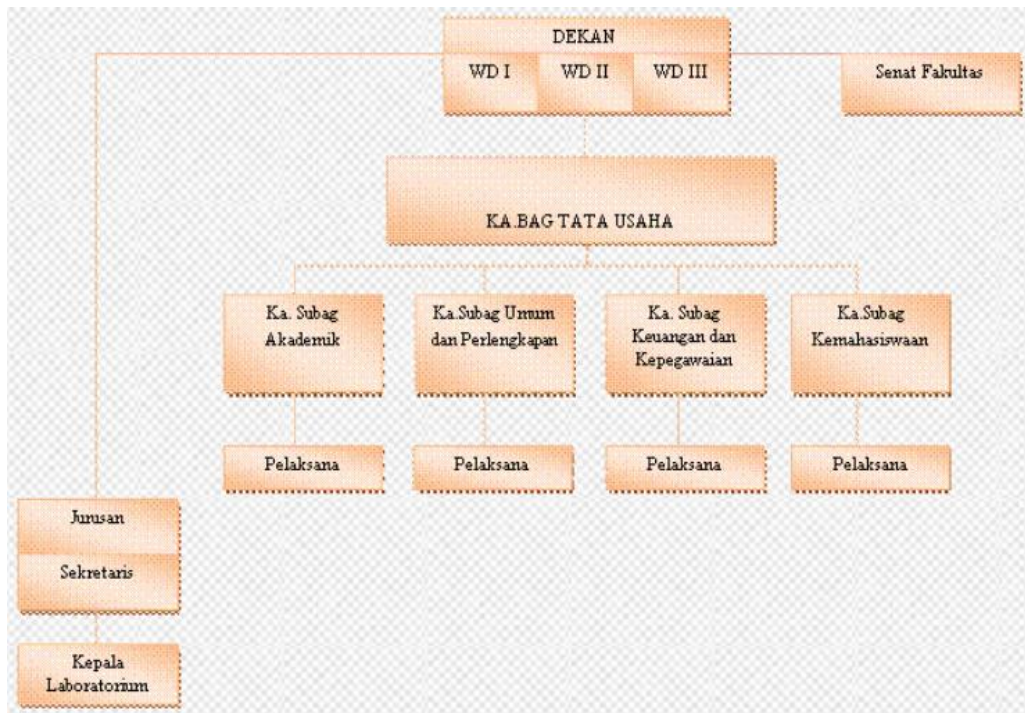 DEKAN
WD I
WD II
WD III
Senat Fakultas
KA.BAG TATA USAHA
Ka. Subag
Akademik
Ka.Subag Umum
dan Perlengkapan
Ka. Subag
Keuangan dan
Kepegawaian
Ka.Subag
Kemahasiswaan
Pelaksana
Pelaksana
Pelaksana
Pelaksana
Jurusan
Sekretaris
Kepala
Laboratorium